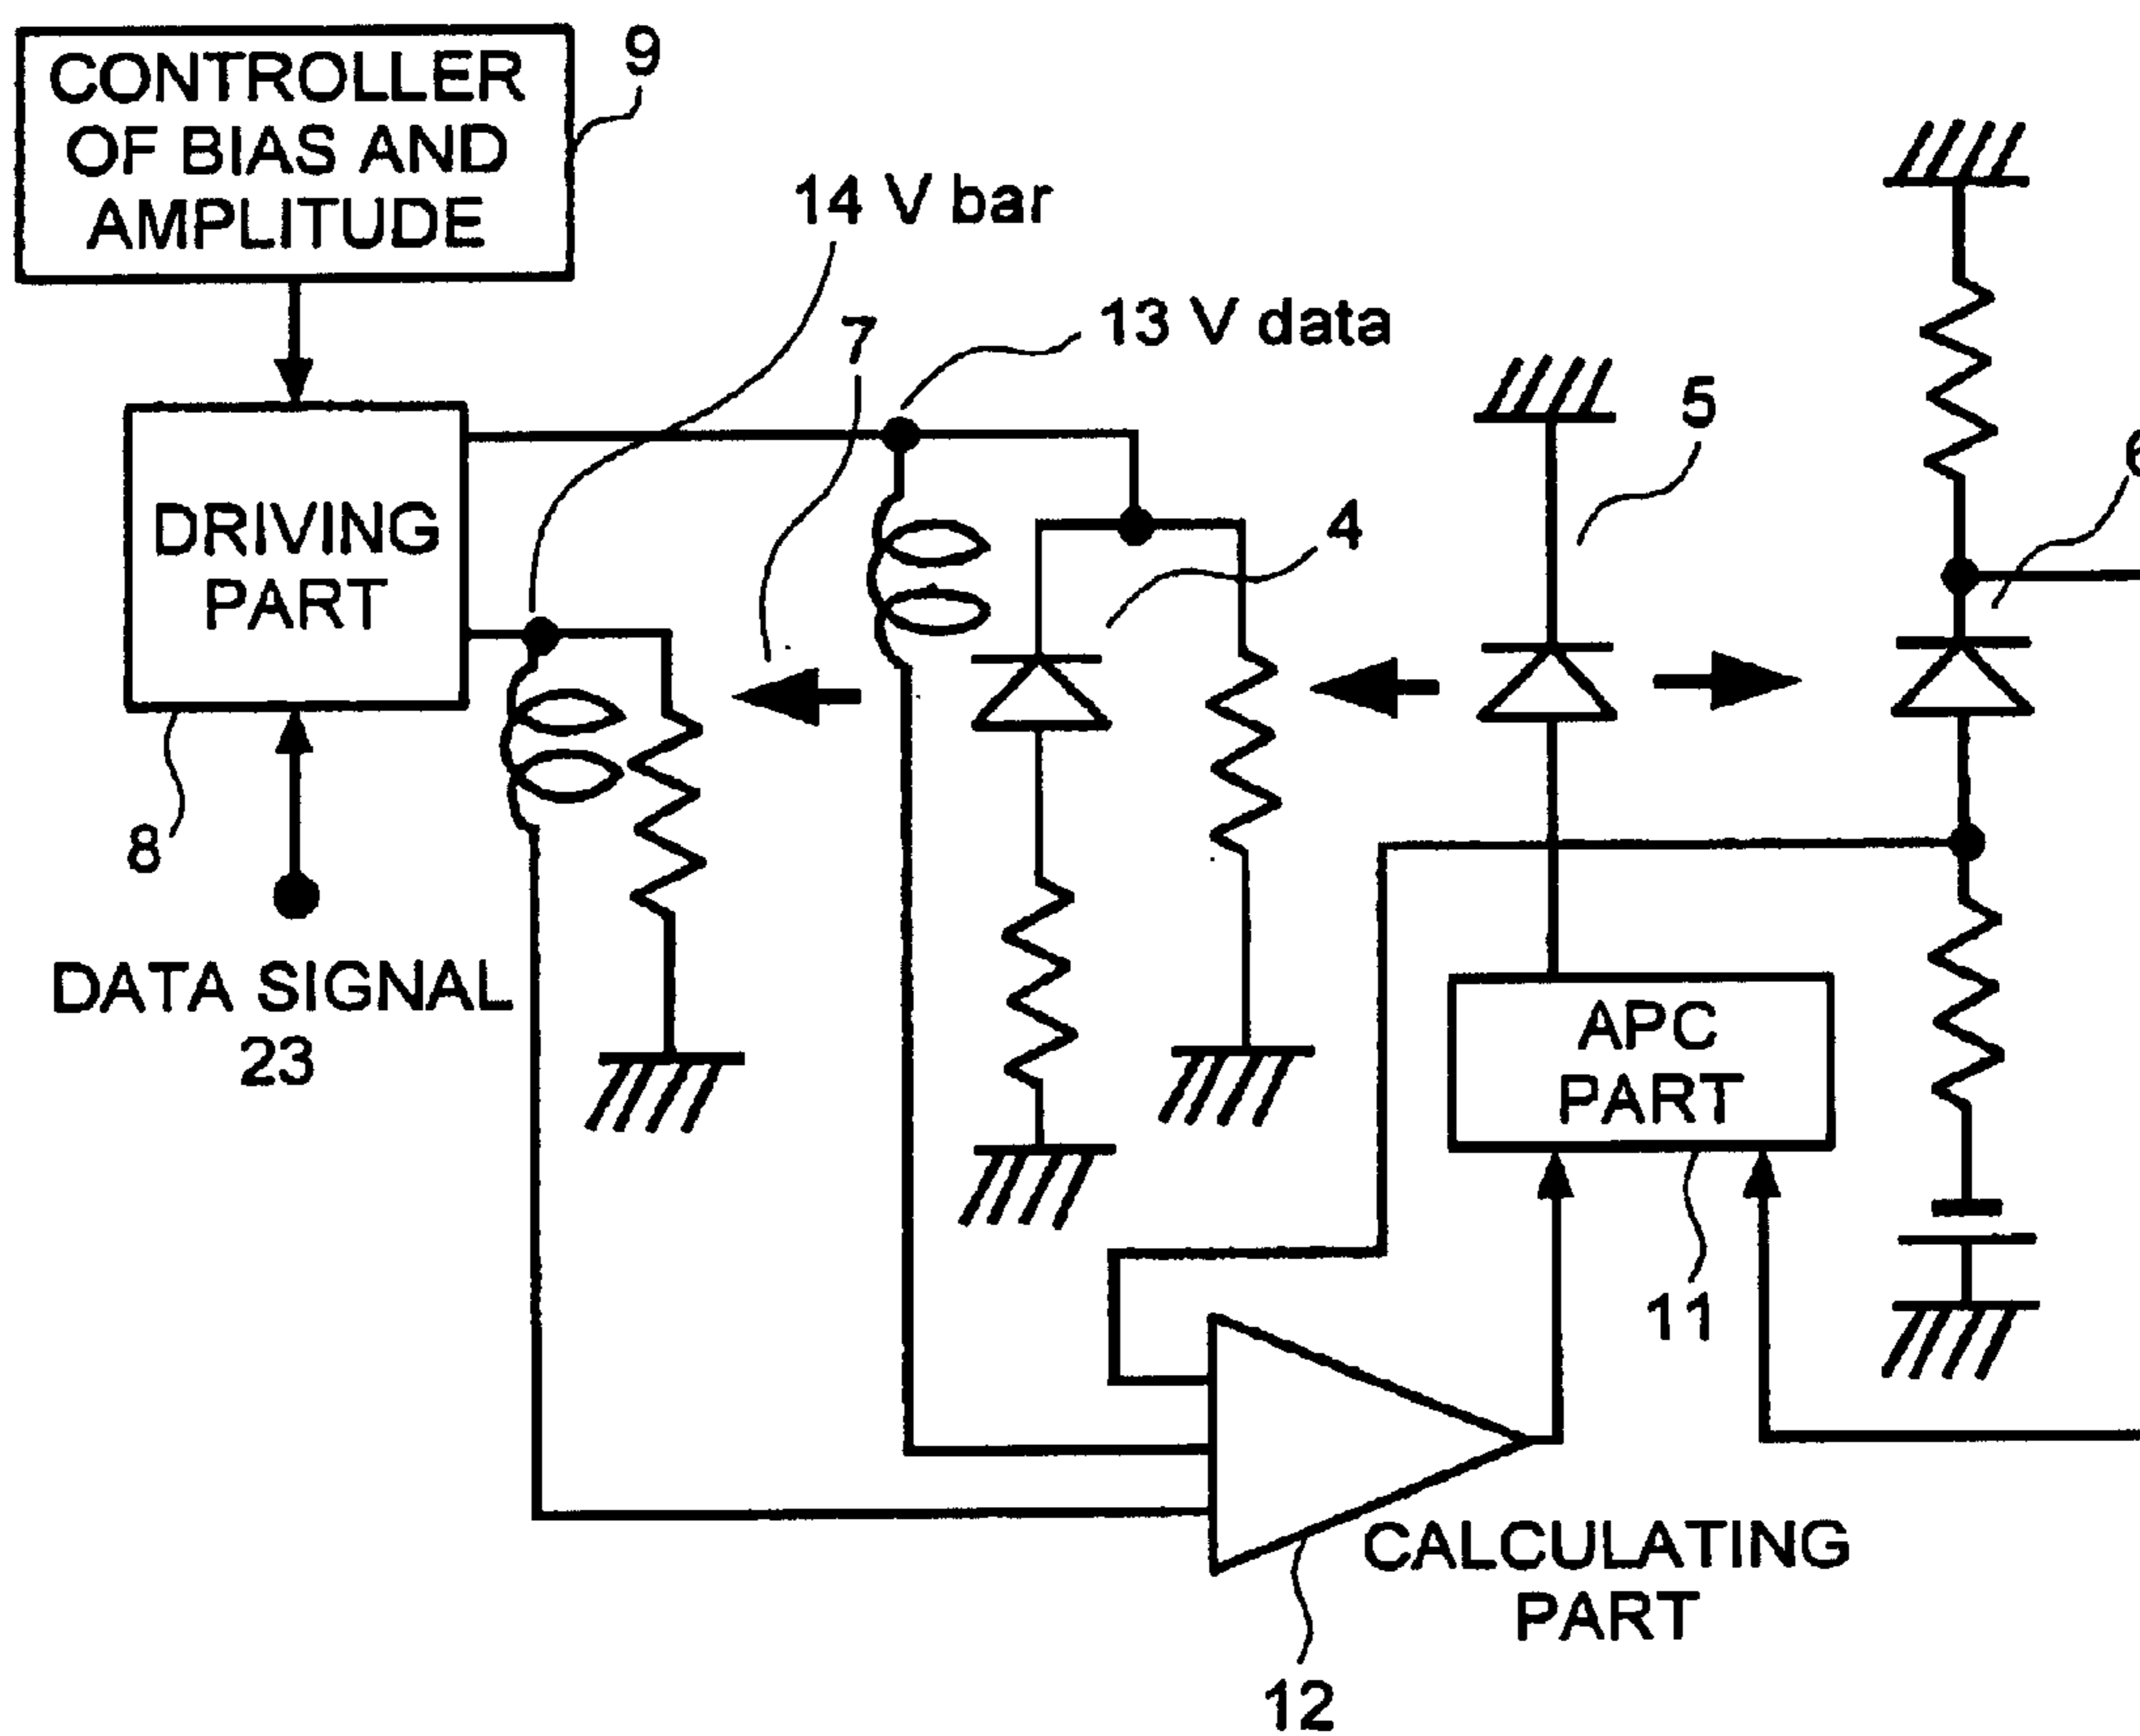 CONTROLLER
OF BIAS AND
AMPLITUDE
9
14 V bar
7
13 V data
5
6
4
DRIVING
PART
8
DATA SIGNAL
23
APC
PART
11
CALCULATING
PART
12